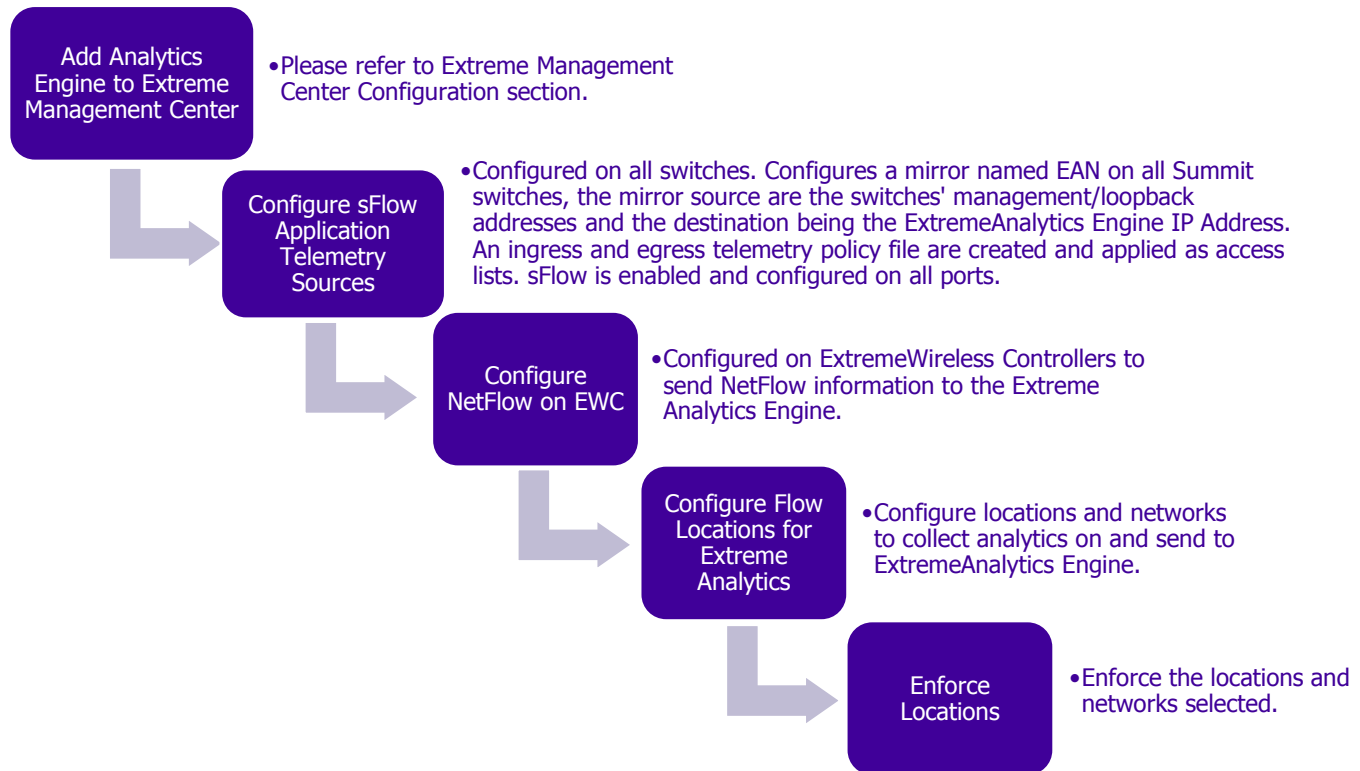 Add Analytics
Engine to Extreme
Management Center
•Please refer to Extreme Management
Center Configuration section.
Configure sFlow
Application
Telemetry
Sources
•Configured on all switches. Configures a mirror named EAN on all Summit
switches, the mirror source are the switches' management/loopback
addresses and the destination being the ExtremeAnalytics Engine IP Address.
An ingress and egress telemetry policy file are created and applied as access
lists. sFlow is enabled and configured on all ports.
Configure
NetFlow on EWC
•Configured on ExtremeWireless Controllers to
send NetFlow information to the Extreme
Analytics Engine.
Configure Flow
Locations for
Extreme
Analytics
•Configure locations and networks
to collect analytics on and send to
ExtremeAnalytics Engine.
Enforce
Locations
•Enforce the locations and
networks selected.